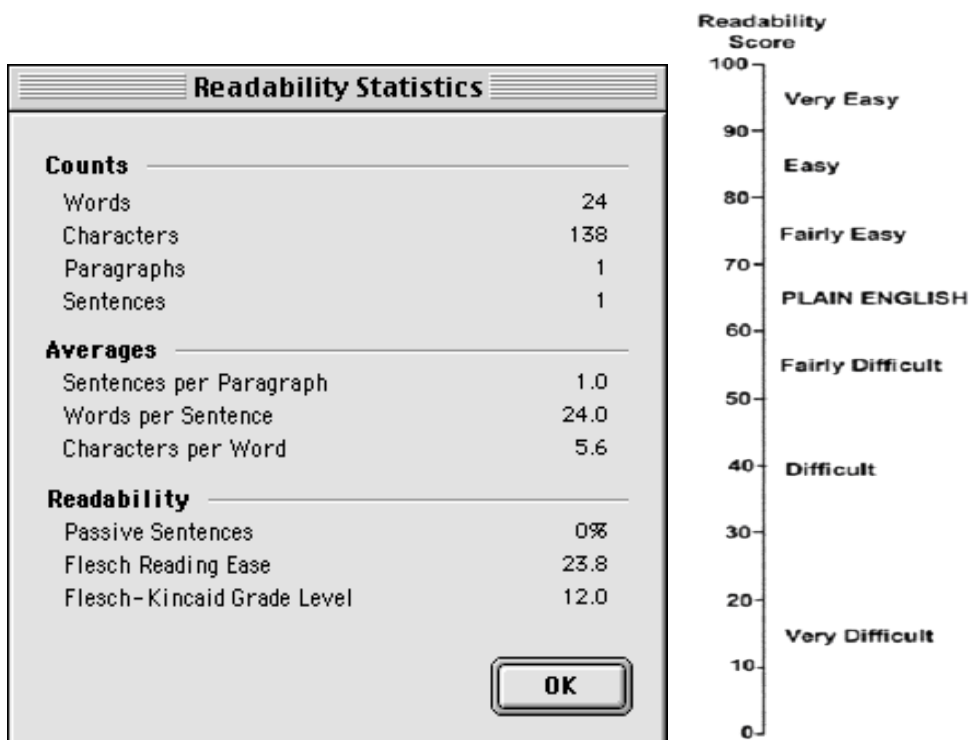 Readability Statistics
Counts
Words 24
Characters 138
Paragraphs 1
Sentences 1
Averages
Sentences per Paragraph 1.0
Words per Sentence 24.0
Characters per Word 5.6
Readability
Passive Sentences 0%
Flesch Reading Ease 23.8
Flesch-Kincaid Grade Level 12.0
OK
Readability
Score
100
Very Easy
90
Easy
80
Fairly Easy
70
PLAIN ENGLISH
60
Fairly Difficult
50
40
Difficult
30
20
Very Difficult
10
0